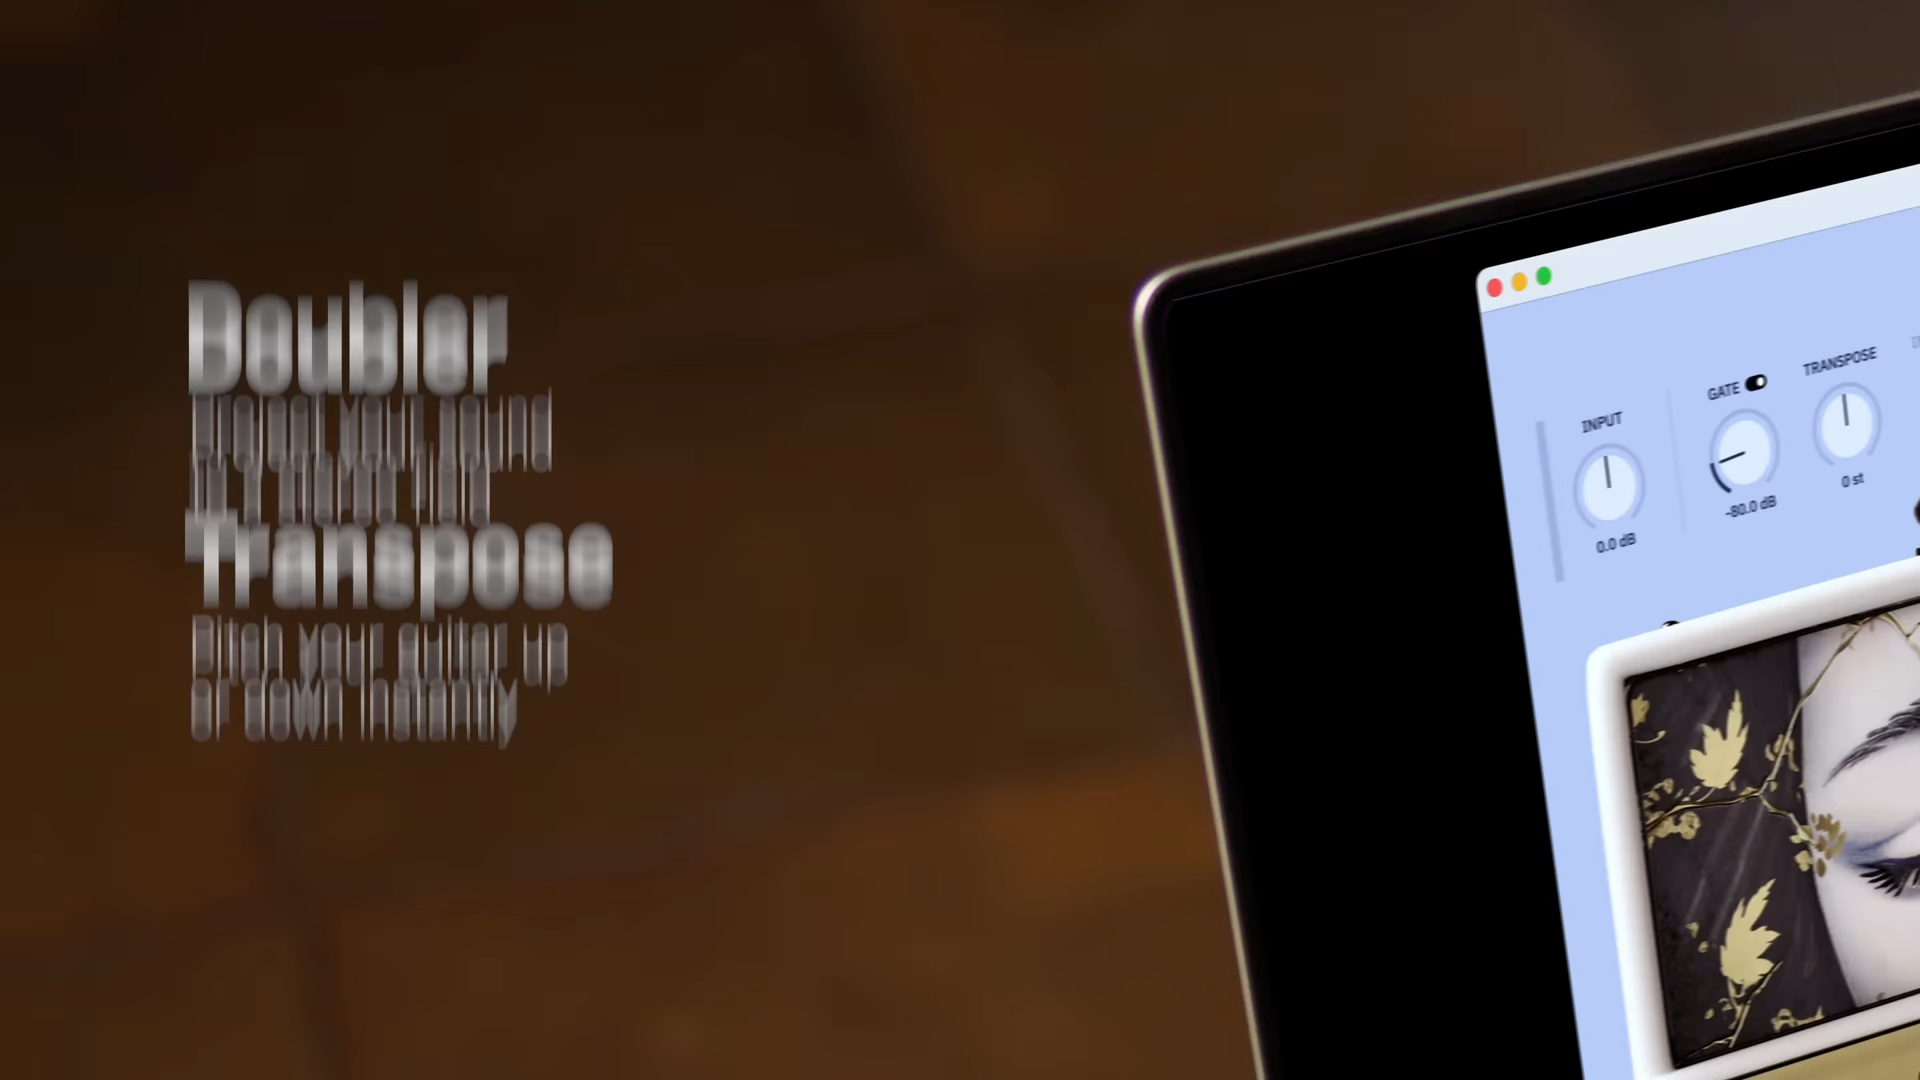 Doubler
Transpose
Pitch your guitar up
or down instantly
INPUT
0.0 dB
GATE
-80.0 dB
TRANSPOSE
0 st